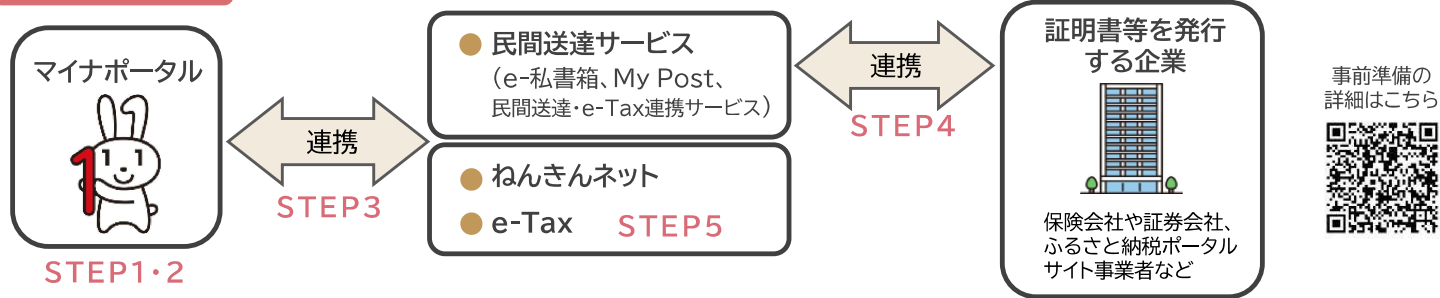 マイナポータル
1
STEP1・2
連携
STEP3
● 民間送達サービス
（e-私書箱、My Post、
民間送達・e-Tax連携サービス）
● ねんきんネット
● e-Tax STEP5
連携
STEP4
証明書等を発行
する企業
保険会社や証券会社、
ふるさと納税ポータル
サイト事業者など
事前準備の
詳細はこちら